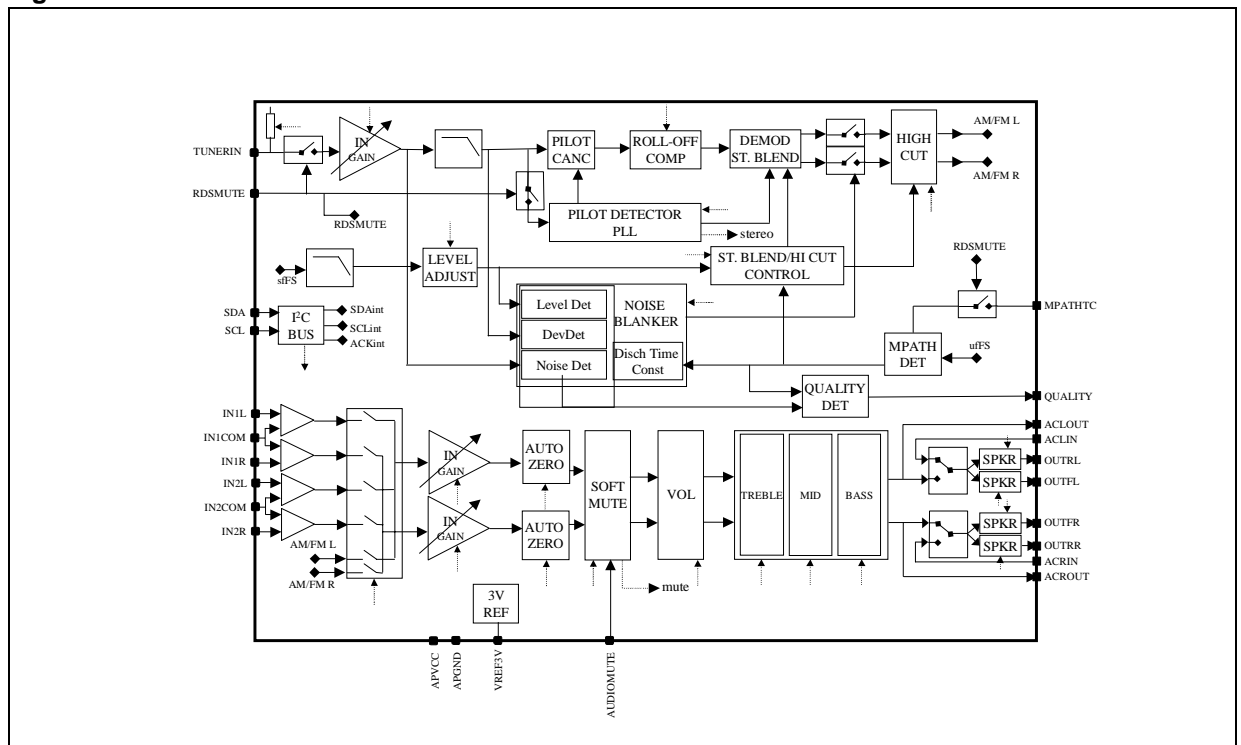 TUNERIN
IN
GAIN
PILOT
CANC
ROLL-OFF
COMP
DEMOD
ST. BLEND
HIGH
CUT
AM/FM L
AM/FM R
RDSMUTE
RDSMUTE
PILOT DETECTOR
PLL
stereo
sfFS
LEVEL
ADJUST
ST. BLEND/HI CUT
CONTROL
RDSMUTE
MPATHTC
SDA
SCL
I²C
BUS
SDAint
SCLint
ACKint
Level Det
DevDet
Noise Det
NOISE
BLANKER
Disch Time
Const
MPATH
DET
ufFS
QUALITY
DET
QUALITY
IN1L
IN1COM
IN1R
IN2L
IN2COM
IN2R
AM/FM L
AM/FM R
IN
GAIN
IN
GAIN
AUTO
ZERO
AUTO
ZERO
SOFT
MUTE
mute
VOL
TREBLE
MID
BASS
SPKR
SPKR
SPKR
SPKR
ACLOUT
ACLIN
OUTRL
OUTFL
OUTFR
OUTRR
ACRIN
ACROUT
3V
REF
APVCC
APGND
VREF3V
AUDIOMUTE